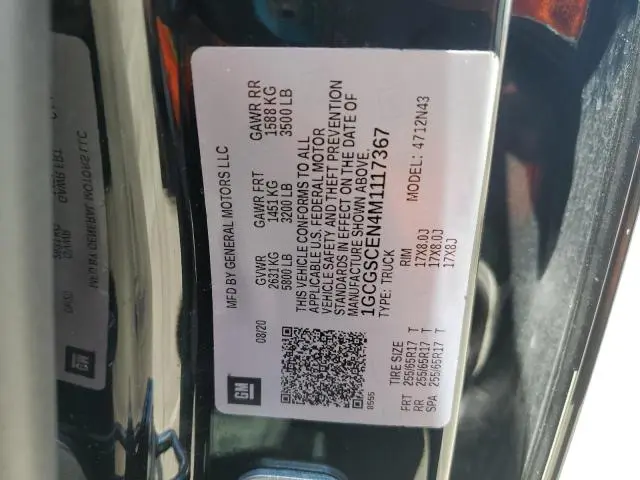 MFD BY GENERAL MOTORS LLC
08/20 GVWR GAWR FRT GAWR RR
2631 KG 1451 KG 1588 KG
5800 LB 3200 LB 3500 LB
THIS VEHICLE CONFORMS TO ALL
APPLICABLE U.S. FEDERAL MOTOR
VEHICLE SAFETY AND THEFT PREVENTION
STANDARDS IN EFFECT ON THE DATE OF
MANUFACTURE SHOWN ABOVE.
1GCGSCEN4M1117367
TYPE: TRUCK
GM
8555
TIRE SIZE RIM MODEL: 4712N43
FRT 255/65R17 T 17X8.0J
RR 255/65R17 T 17X8.0J
SPA 255/65R17 T 17X8J
GM